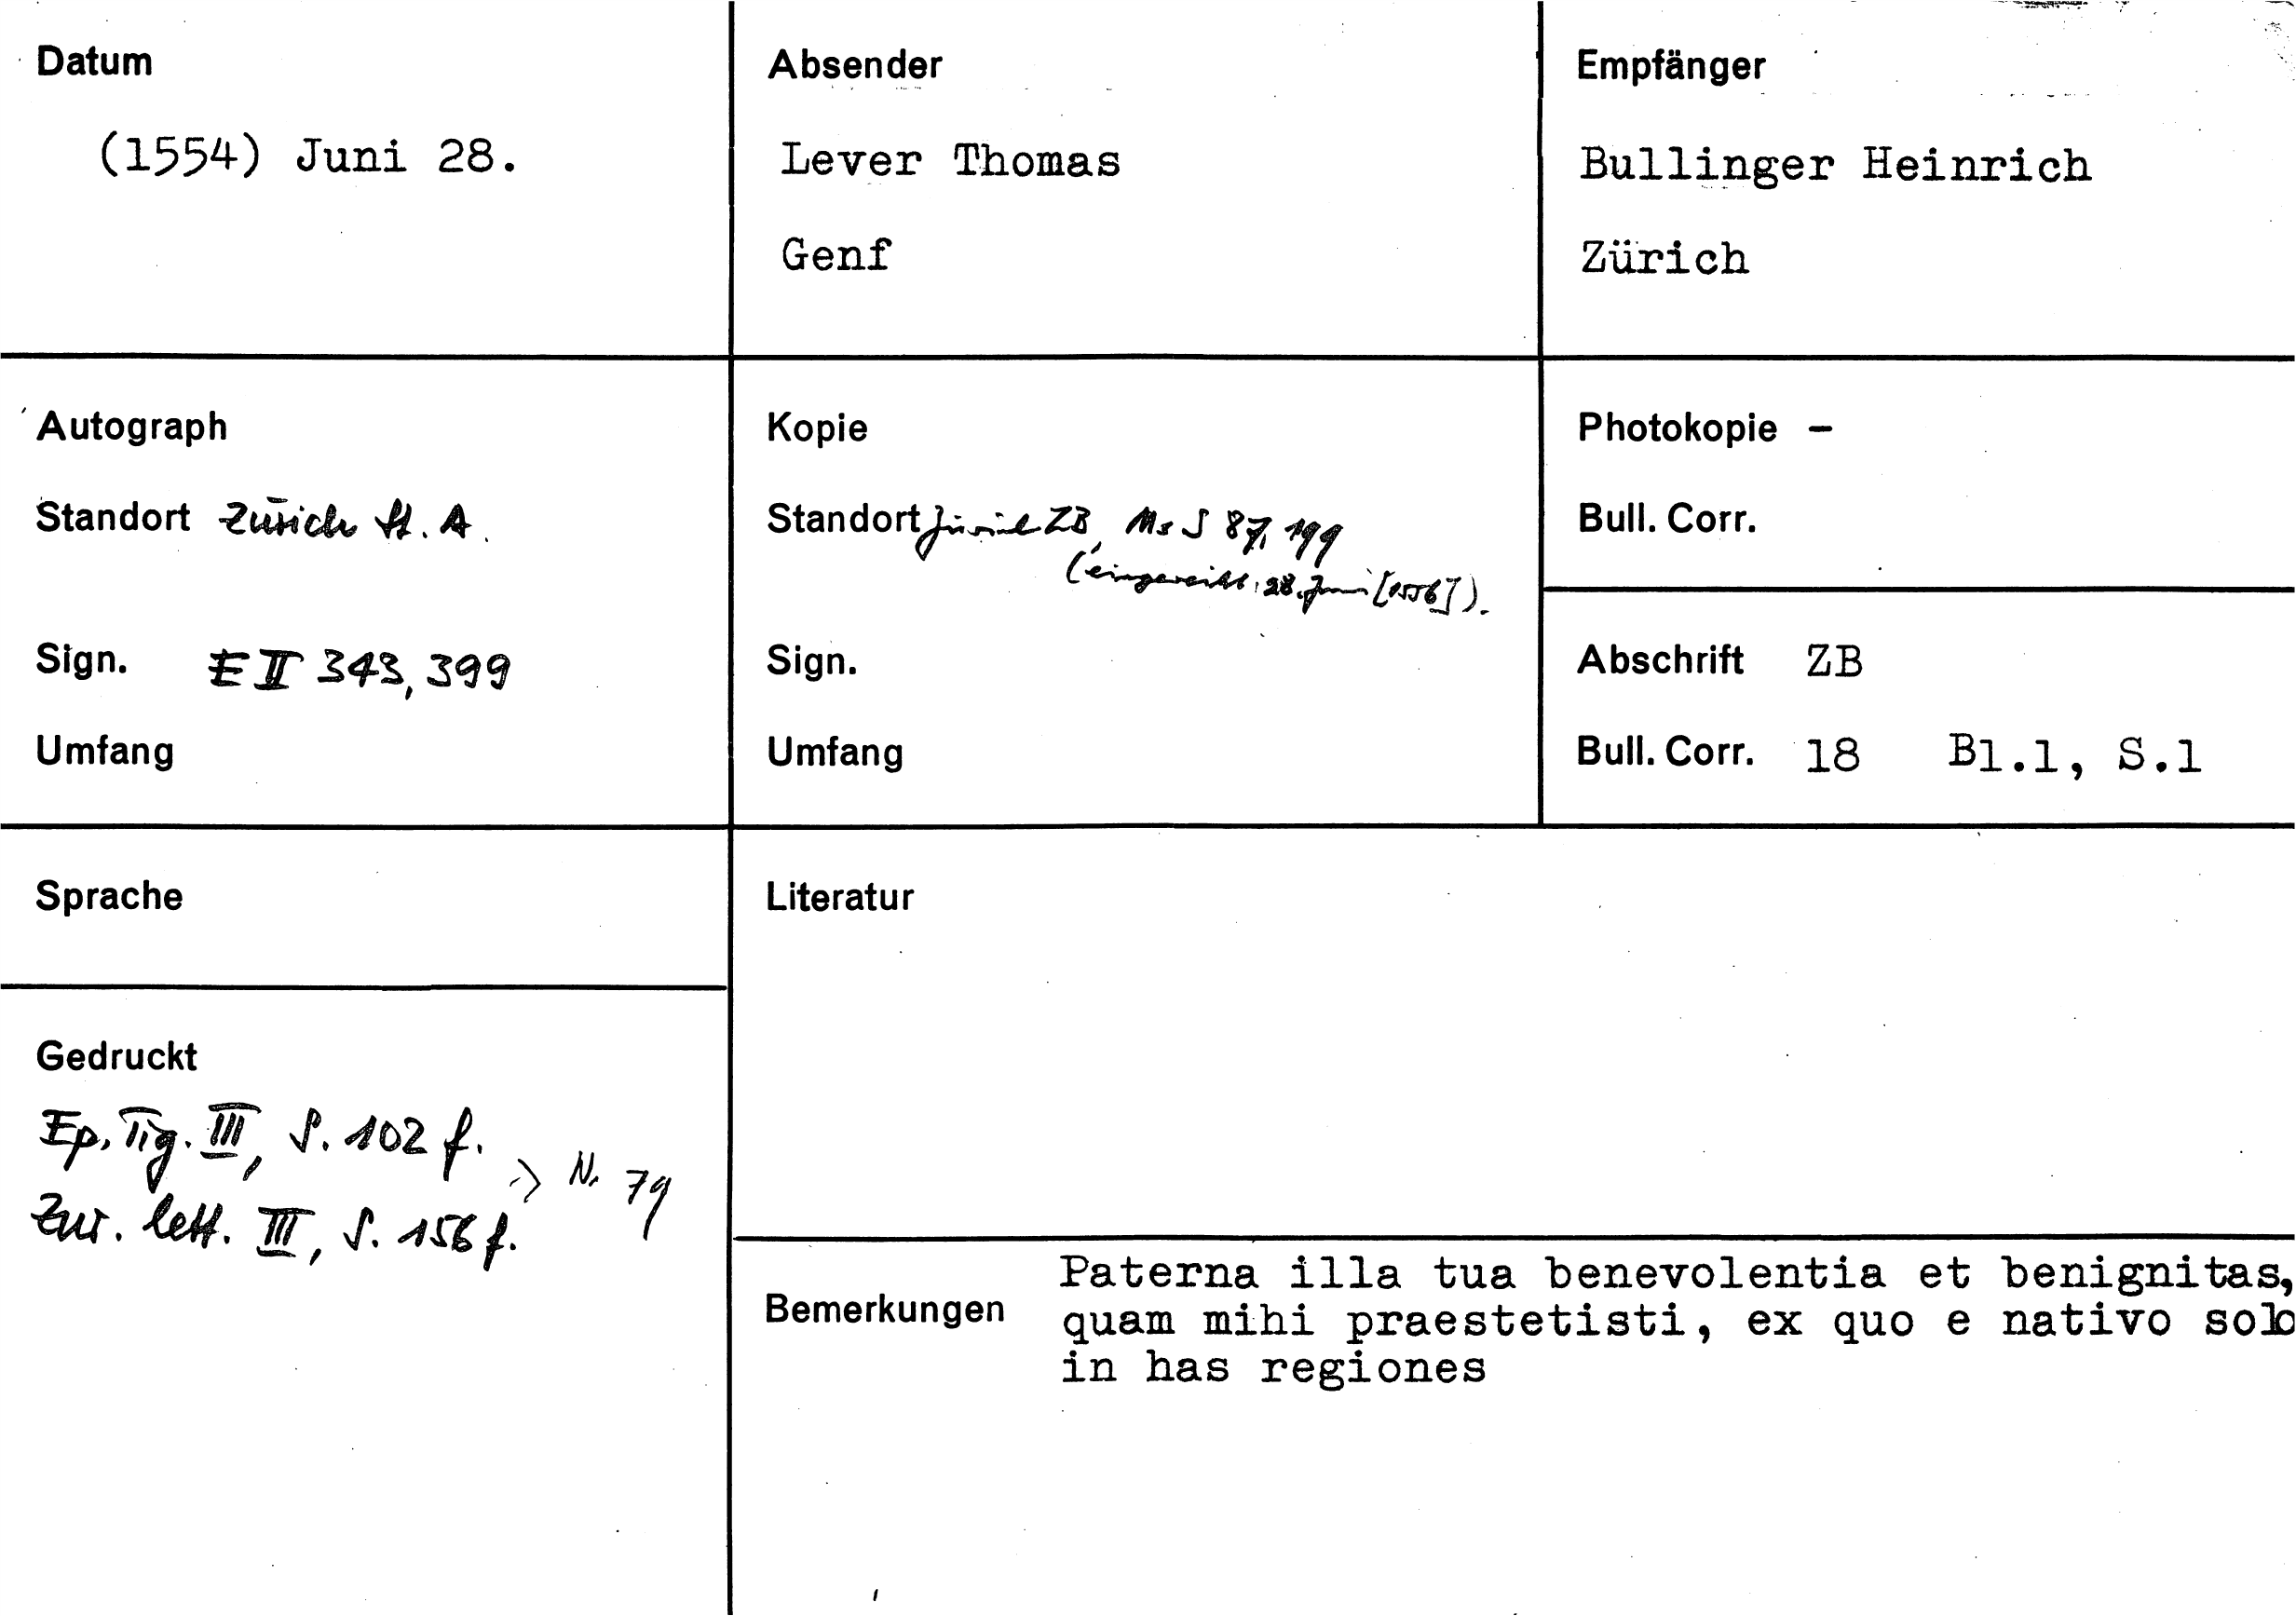 Datum
(1554) Juni 28.
Absender
Lever Thomas
Genf
Empfänger
Bullinger Heinrich
Zürich
Autograph
Standort Zürich St. A.
Sign. E II 343, 399
Umfang
Kopie
Standort Zürich ZB, Ms S 87, 199
(eingereiht: 28. Juni [1556]).
Sign.
Umfang
Photokopie -
Bull. Corr.
Abschrift ZB
Bull. Corr. 18 Bl.1, S.1
Sprache
Gedruckt
Ep. Tig. III, S. 102 f.
> N. 79
Zur. lett. III, S. 156 f.
Literatur
Bemerkungen
Paterna illa tua benevolentia et benignitas,
quam mihi praestetisti, ex quo e nativo solo
in has regiones